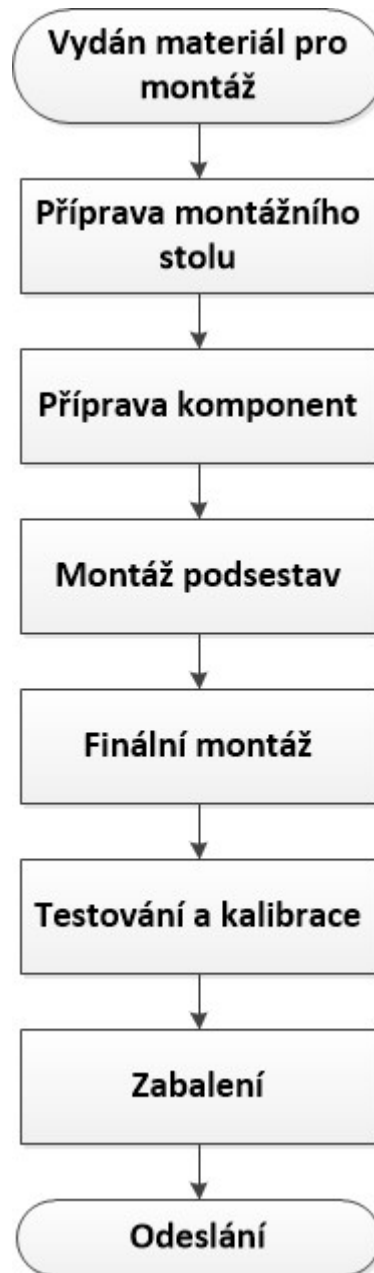 Vydán materiál pro
montáž
Příprava montážního
stolu
Příprava komponent
Montáž podsestav
Finální montáž
Testování a kalibrace
Zabalení
Odeslání